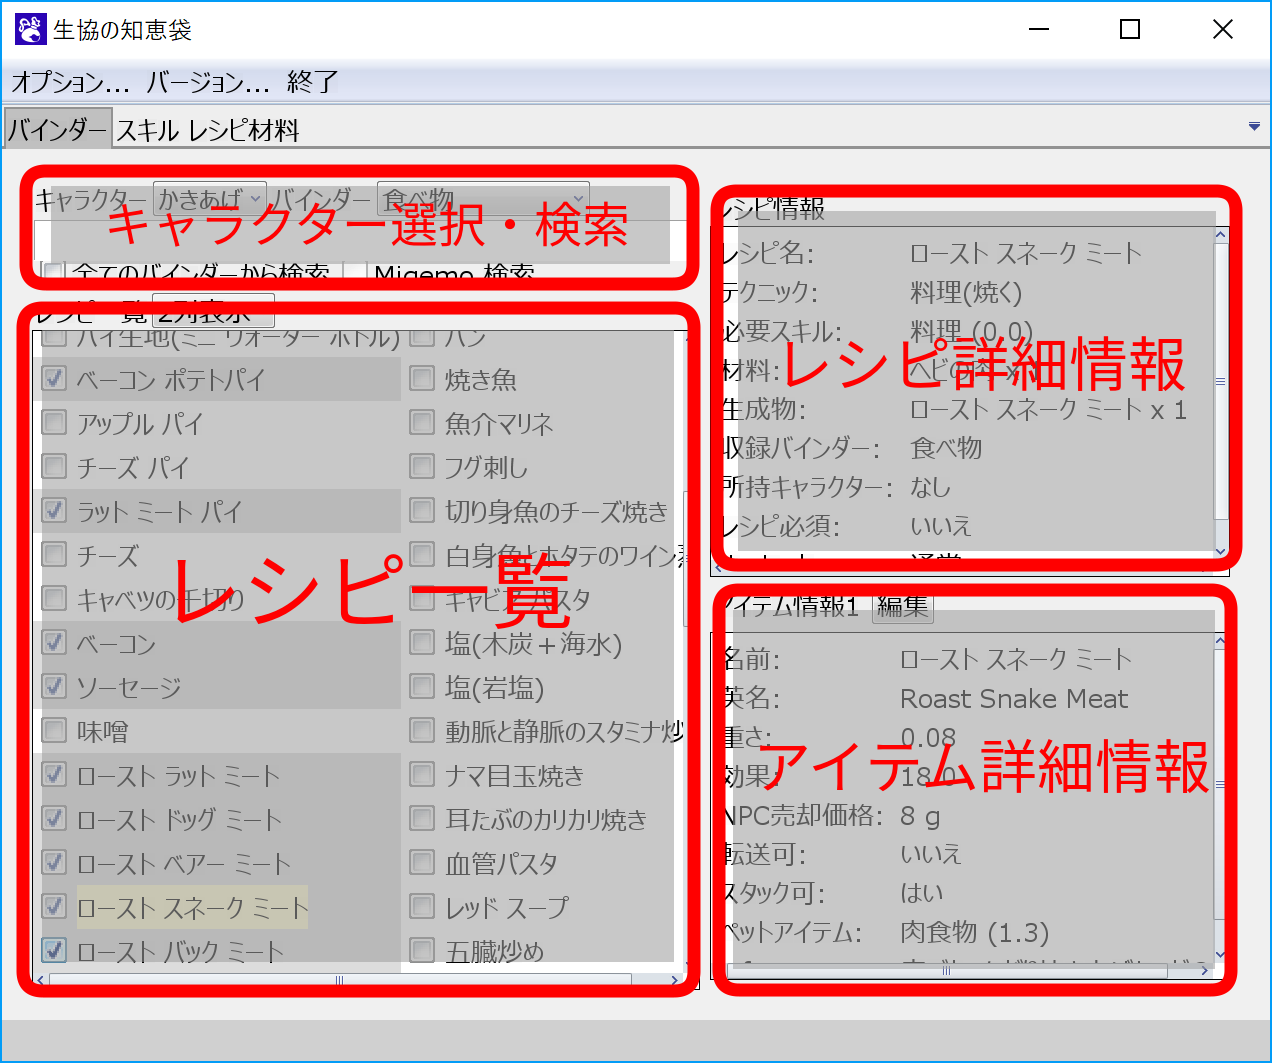 生協の知恵袋
オプション... バージョン... 終了
バインダー スキル レシピ材料
キャラクター かきあげ バインダー 食べ物
キャラクター選択・検索
全てのバインダーから検索 Migemo 検索
レシピ一覧 2列表示
パイ生地(ミニ ウォーター ボトル) パン
ベーコン ポテトパイ 焼き魚
アップル パイ 魚介マリネ
チーズ パイ フグ刺し
ラット ミート パイ 切り身魚のチーズ焼き
チーズ 白身魚とホタテのワイン蒸
レシピ一覧
キャベツの千切り キャビア パスタ
ベーコン 塩(木炭＋海水)
ソーセージ 塩(岩塩)
味噌 動脈と静脈のスタミナ炒
ロースト ラット ミート ナマ目玉焼き
ロースト ドッグ ミート 耳たぶのカリカリ焼き
ロースト ベアー ミート 血管パスタ
ロースト スネーク ミート レッド スープ
ロースト バック ミート 五臓炒め
レシピ情報
レシピ名: ロースト スネーク ミート
テクニック: 料理(焼く)
必要スキル: 料理 (0.0)
レシピ詳細情報
材料: ヘビの肉 x 1
生成物: ロースト スネーク ミート x 1
収録バインダー: 食べ物
所持キャラクター: なし
レシピ必須: いいえ
アイテム情報1 編集
名前: ロースト スネーク ミート
英名: Roast Snake Meat
重さ: 0.08
アイテム詳細情報
効果: 18.0
NPC売却価格: 8 g
転送可: いいえ
スタック可: はい
ペットアイテム: 肉食物 (1.3)